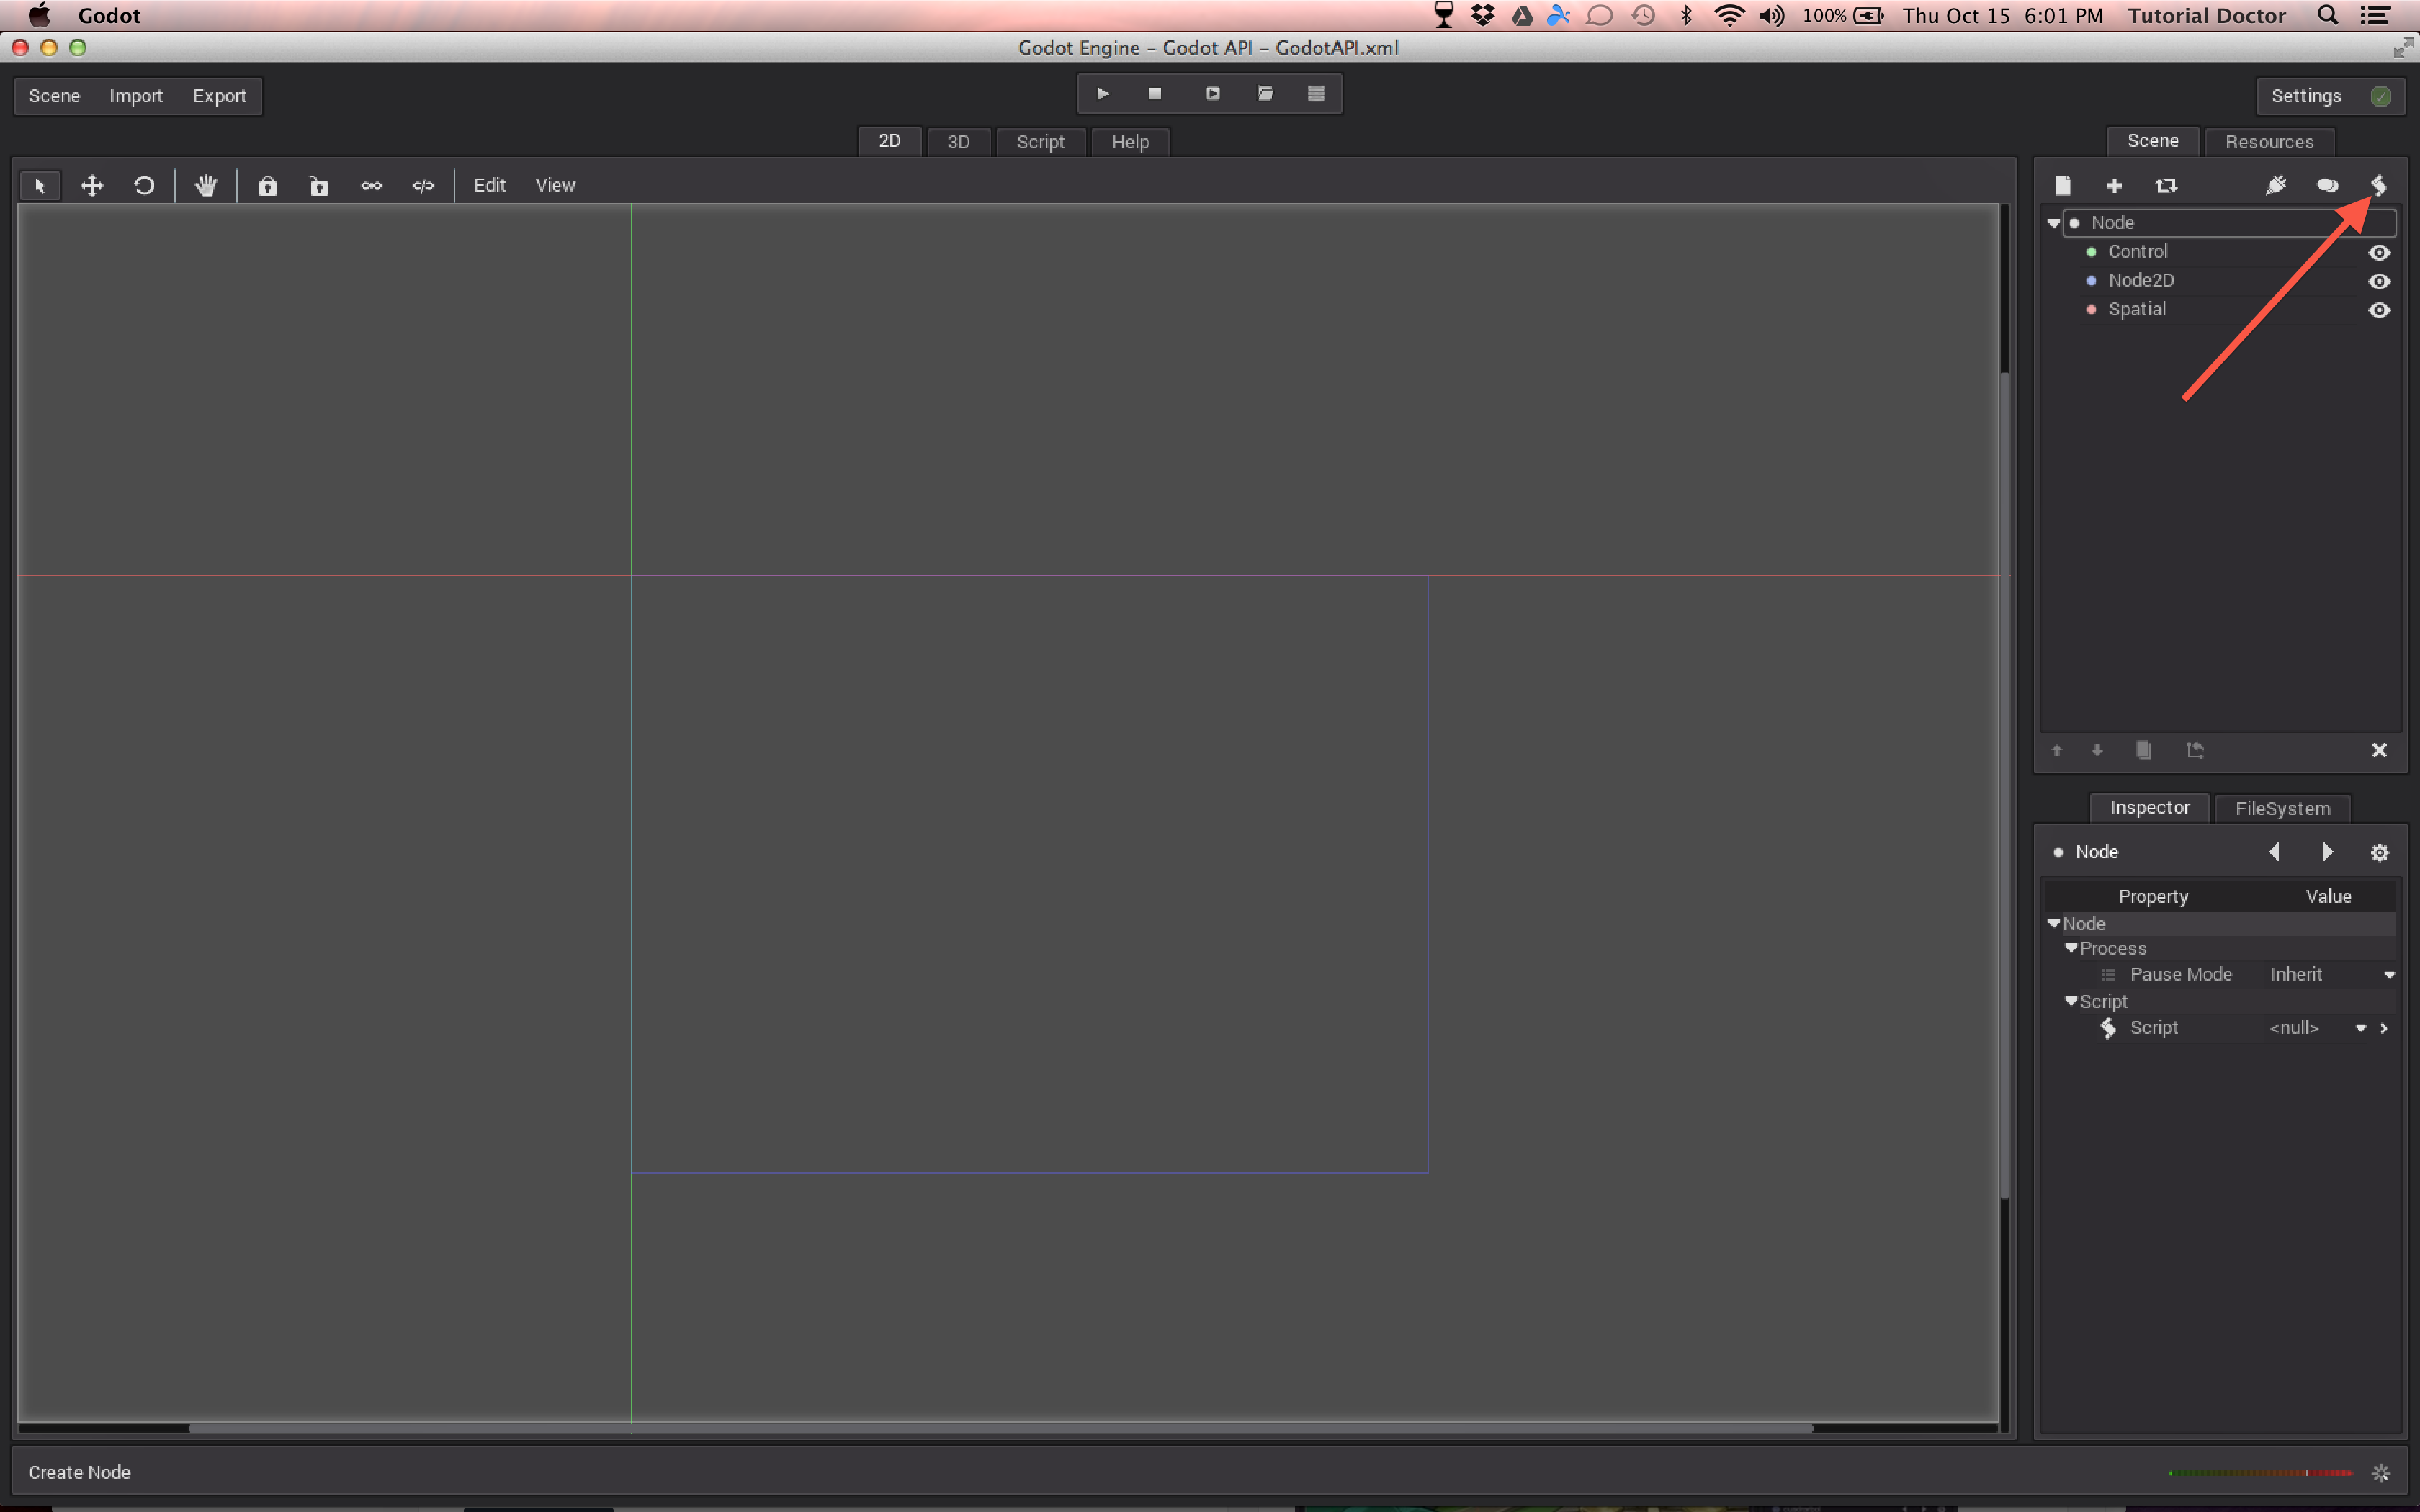 Godot 100% Thu Oct 15 6:01 PM Tutorial Doctor
Godot Engine – Godot API – GodotAPI.xml
Scene Import Export Settings
2D 3D Script Help Scene Resources
Edit View
Node
Control
Node2D
Spatial
Inspector FileSystem
Node
Property Value
Node
Process
Pause Mode Inherit
Script
Script <null>
Create Node